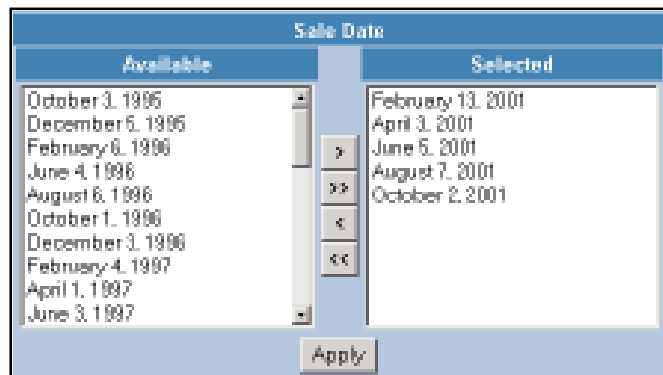 Sale Date
Available
Selected
October 3, 1995
December 5, 1995
February 6, 1996
June 4, 1996
August 6, 1996
October 1, 1996
December 3, 1996
February 4, 1997
April 1, 1997
June 3, 1997
>
>>
<
<<
February 13, 2001
April 3, 2001
June 5, 2001
August 7, 2001
October 2, 2001
Apply